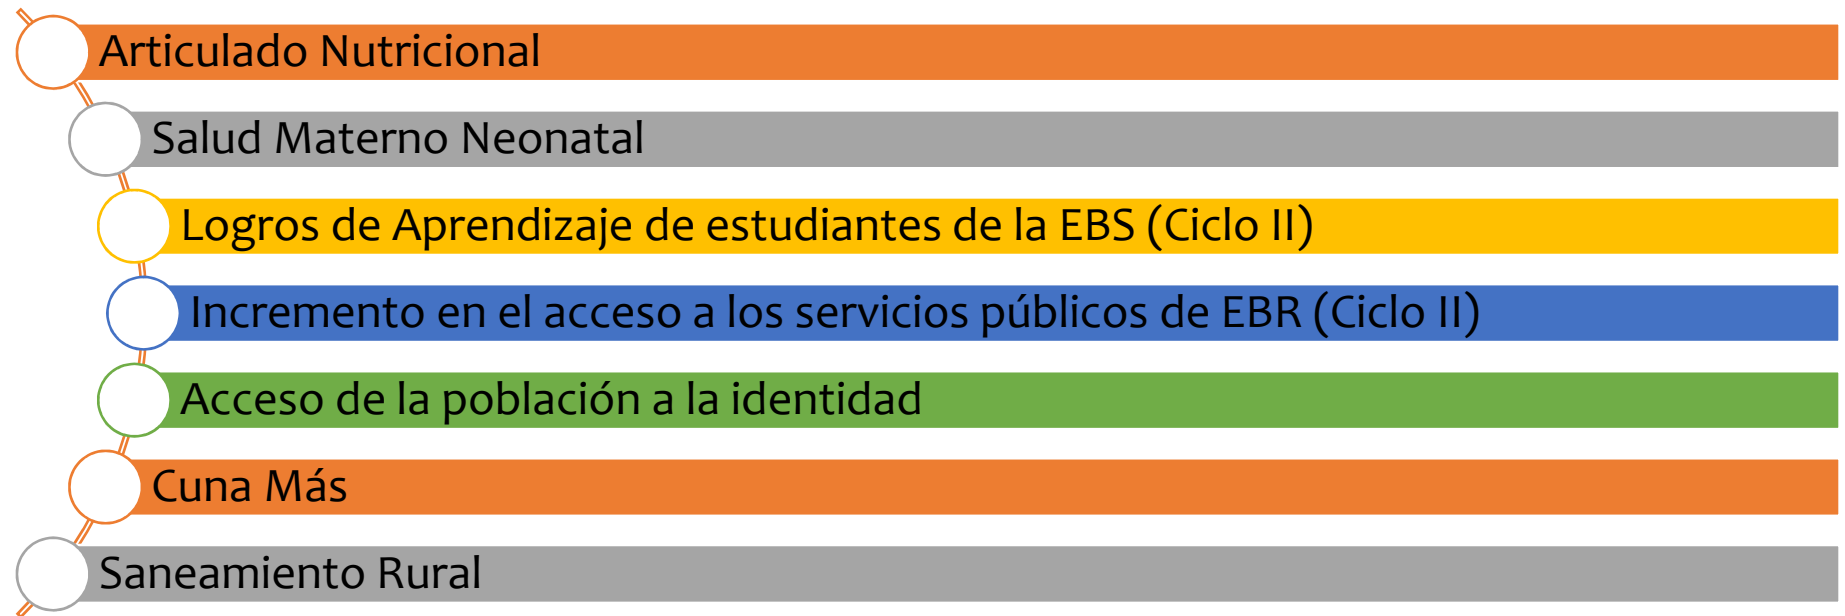 Articulado Nutricional
Salud Materno Neonatal
Logros de Aprendizaje de estudiantes de la EBS (Ciclo II)
Incremento en el acceso a los servicios públicos de EBR (Ciclo II)
Acceso de la población a la identidad
Cuna Más
Saneamiento Rural